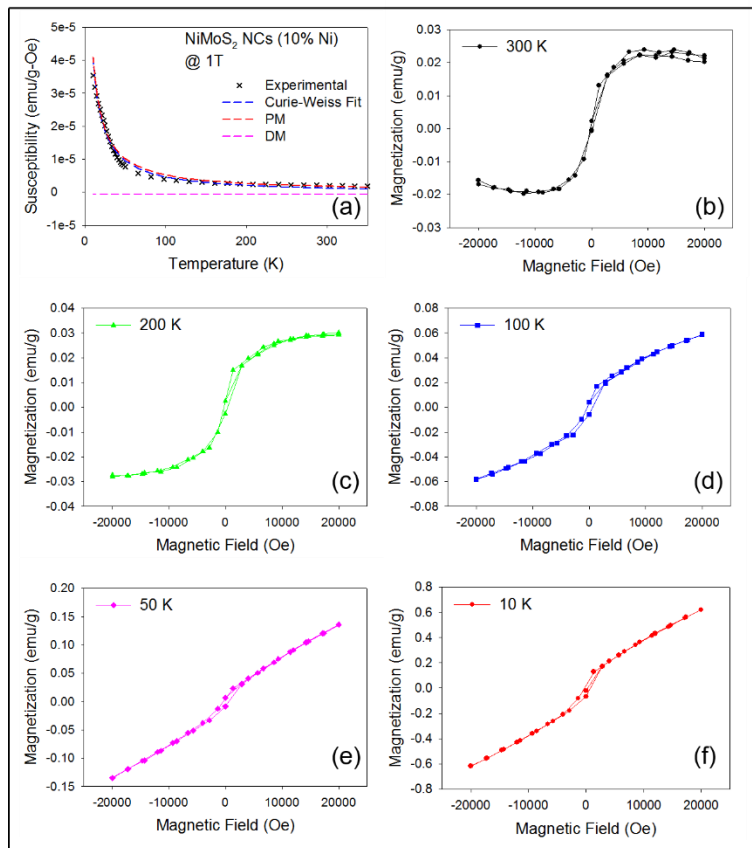 NiMoS₂ NCs (10% Ni)
@ 1T
Experimental
Curie-Weiss Fit
PM
DM
(a)
Susceptibility (emu/g-Oe)
5e-5
4e-5
3e-5
2e-5
1e-5
0
-1e-5
0 100 200 300
Temperature (K)
300 K
(b)
Magnetization (emu/g)
0.03
0.02
0.01
0.00
-0.01
-0.02
-0.03
-20000 -10000 0 10000 20000
Magnetic Field (Oe)
200 K
(c)
Magnetization (emu/g)
0.04
0.03
0.02
0.01
0.00
-0.01
-0.02
-0.03
-0.04
-20000 -10000 0 10000 20000
Magnetic Field (Oe)
100 K
(d)
Magnetization (emu/g)
0.08
0.06
0.04
0.02
0.00
-0.02
-0.04
-0.06
-0.08
-20000 -10000 0 10000 20000
Magnetic Field (Oe)
50 K
(e)
Magnetization (emu/g)
0.20
0.15
0.10
0.05
0.00
-0.05
-0.10
-0.15
-20000 -10000 0 10000 20000
Magnetic Field (Oe)
10 K
(f)
Magnetization (emu/g)
0.8
0.6
0.4
0.2
0.0
-0.2
-0.4
-0.6
-0.8
-20000 -10000 0 10000 20000
Magnetic Field (Oe)